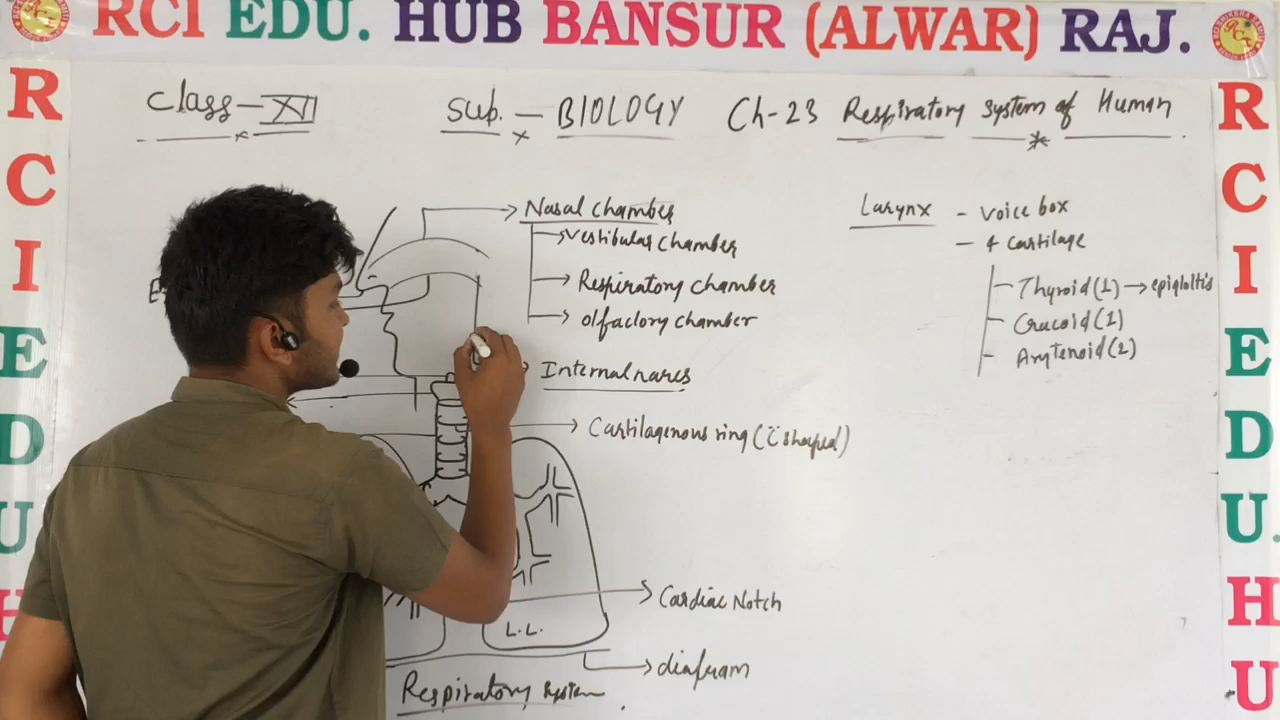 RCI EDU. HUB BANSUR (ALWAR) RAJ.
R
C
I
E
D
U
H
R
C
I
E
D
U.
H
U
Class-XII Sub. - BIOLOGY Ch-23 Respiratory system of Human
Nasal chamber
Vestibular chamber
Respiratory chamber
olfactory chamber
Internal nares
Cartilagenous ring (C shaped)
Cardiac Notch
L.L.
diafram
Respiratory System
Larynx - Voice box
- 4 cartilage
Thyroid (1) → epiglottis
Crucoid (1)
Arytenoid (2)